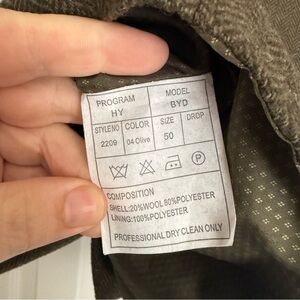 PROGRAM MODEL
HY BYD
STYLE NO COLOR SIZE DROP
2209 04 Olive 50
P
COMPOSITION
SHELL:20%WOOL 80%POLYESTER
LINING:100%POLYESTER
PROFESSIONAL DRY CLEAN ONLY